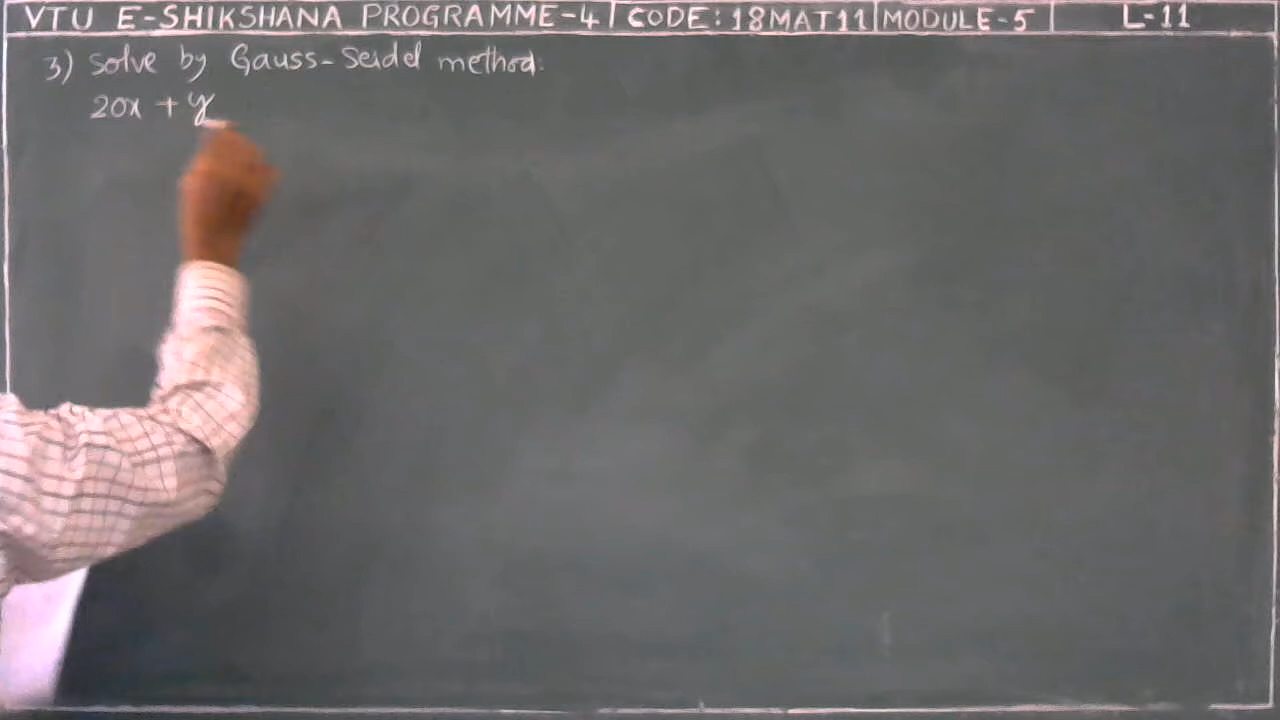 VTU E-SHIKSHANA PROGRAMME-4 | CODE: 18MAT11 | MODULE-5 | L-11
3) Solve by Gauss-Seidel method.
20x + y